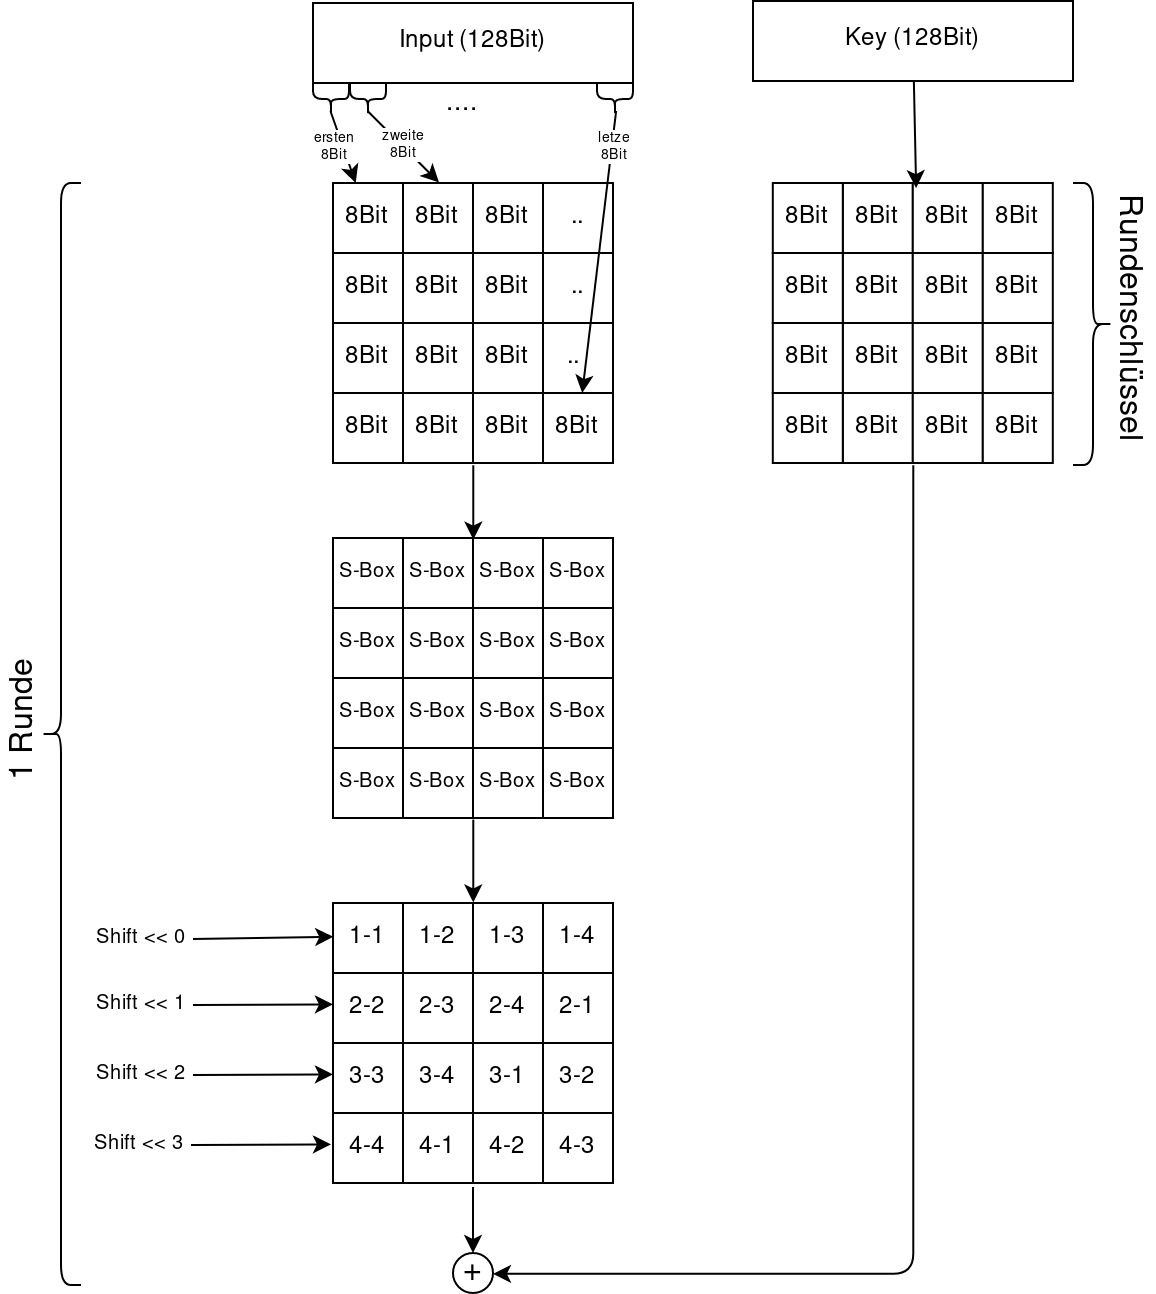 Input (128Bit)
Key (128Bit)
....
ersten
8Bit
zweite
8Bit
letze
8Bit
8Bit 8Bit 8Bit ..
8Bit 8Bit 8Bit ..
8Bit 8Bit 8Bit ..
8Bit 8Bit 8Bit 8Bit
8Bit 8Bit 8Bit 8Bit
8Bit 8Bit 8Bit 8Bit
8Bit 8Bit 8Bit 8Bit
8Bit 8Bit 8Bit 8Bit
Rundenschlüssel
S-Box S-Box S-Box S-Box
S-Box S-Box S-Box S-Box
S-Box S-Box S-Box S-Box
S-Box S-Box S-Box S-Box
1 Runde
Shift << 0 1-1 1-2 1-3 1-4
Shift << 1 2-2 2-3 2-4 2-1
Shift << 2 3-3 3-4 3-1 3-2
Shift << 3 4-4 4-1 4-2 4-3
+